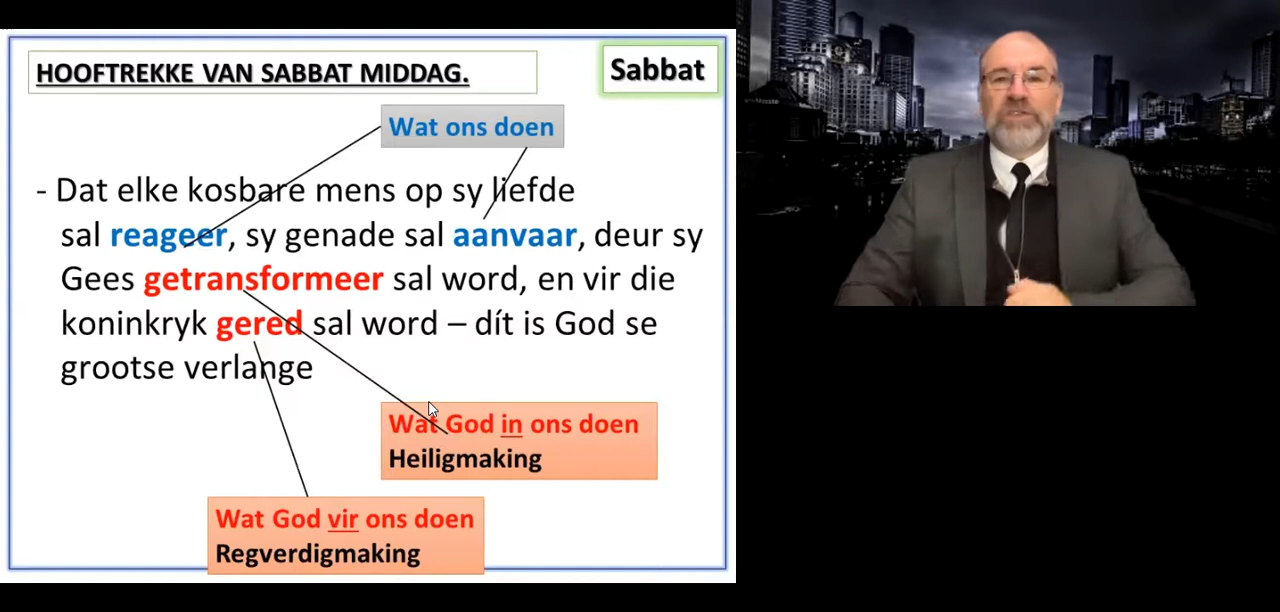 HOOFTREKKE VAN SABBAT MIDDAG.
Sabbat
Wat ons doen
- Dat elke kosbare mens op sy liefde
sal reageer, sy genade sal aanvaar, deur sy
Gees getransformeer sal word, en vir die
koninkryk gered sal word – dít is God se
grootse verlange
Wat God in ons doen
Heiligmaking
Wat God vir ons doen
Regverdigmaking